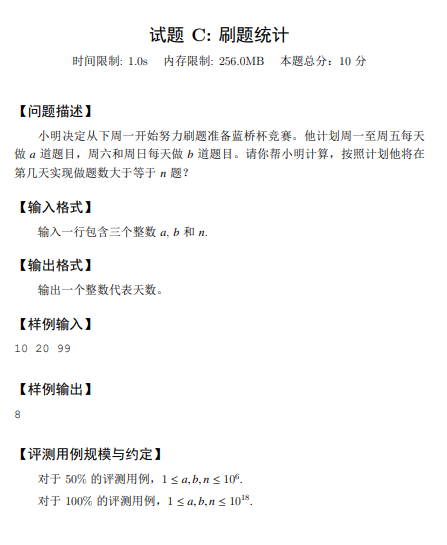 试题 C: 刷题统计
时间限制: 1.0s 内存限制: 256.0MB 本题总分：10 分
【问题描述】
小明决定从下周一开始努力刷题准备蓝桥杯竞赛。他计划周一至周五每天
做 a 道题目，周六和周日每天做 b 道题目。请你帮小明计算，按照计划他将在
第几天实现做题数大于等于 n 题？
【输入格式】
输入一行包含三个整数 a, b 和 n.
【输出格式】
输出一个整数代表天数。
【样例输入】
10 20 99
【样例输出】
8
【评测用例规模与约定】
对于 50% 的评测用例，1 ≤ a, b, n ≤ 10⁶.
对于 100% 的评测用例，1 ≤ a, b, n ≤ 10¹⁸.